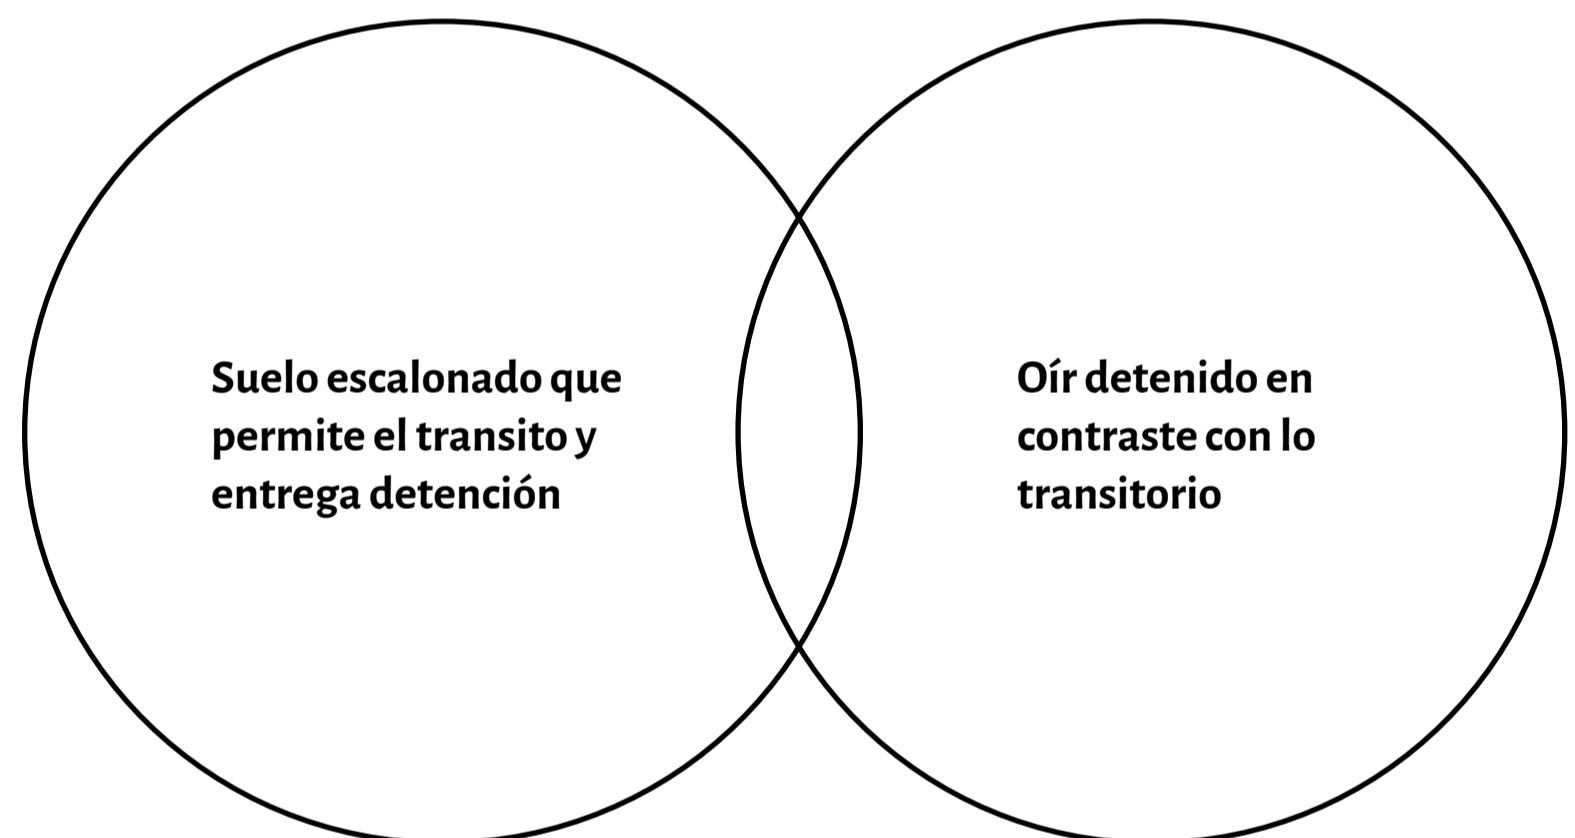 Suelo escalonado que
permite el transito y
entrega detención
Oír detenido en
contraste con lo
transitorio